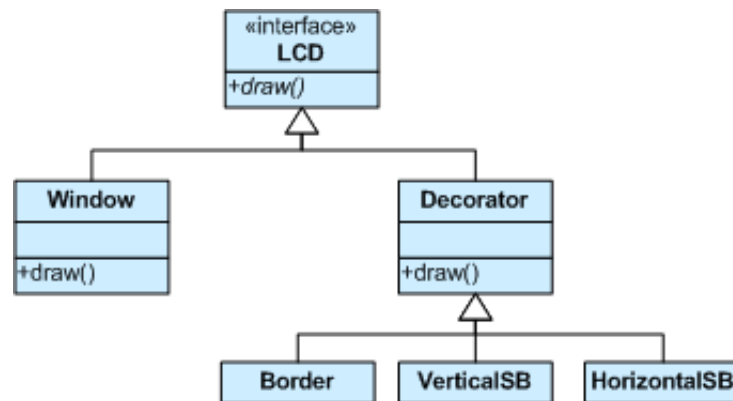 «interface»
LCD
+draw()
Window
Decorator
+draw()
+draw()
Border
VerticalSB
HorizontalSB